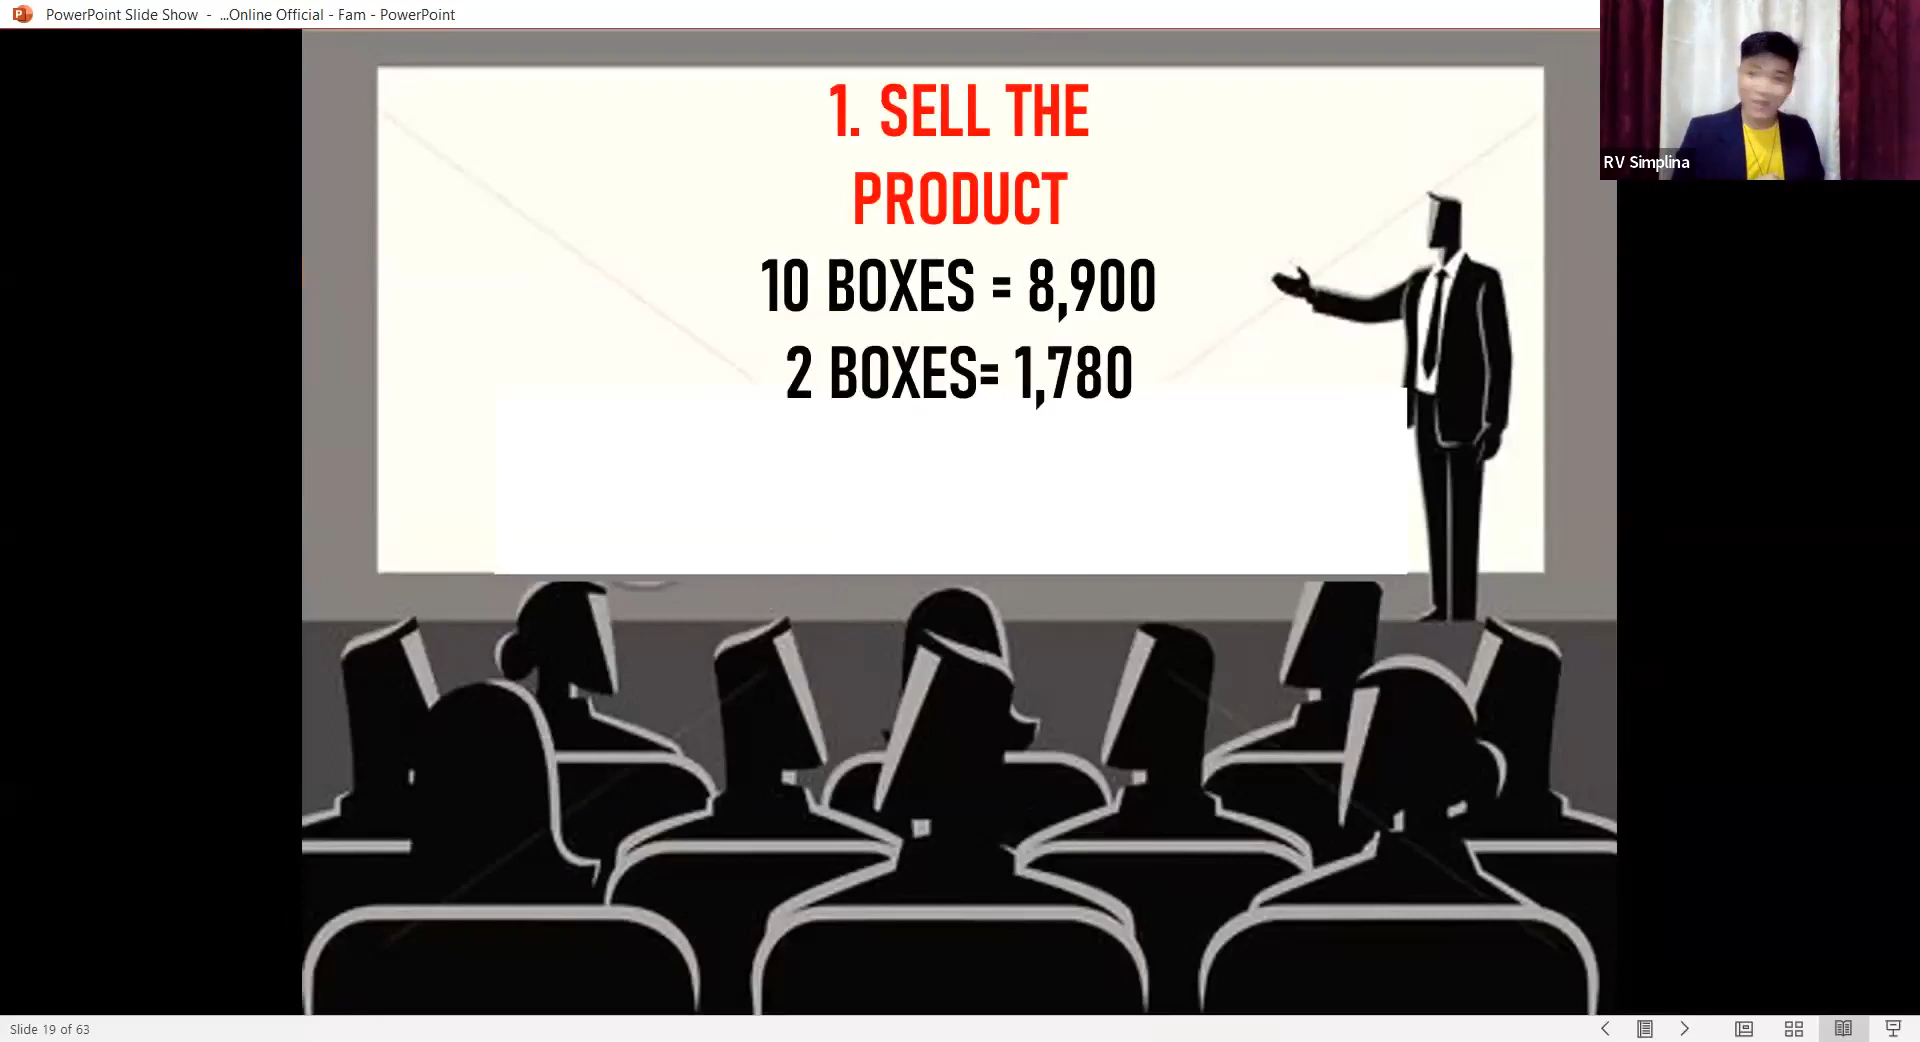 PowerPoint Slide Show - ...Online Official - Fam - PowerPoint
RV Simplina
1. SELL THE
PRODUCT
10 BOXES = 8,900
2 BOXES= 1,780
Slide 19 of 63